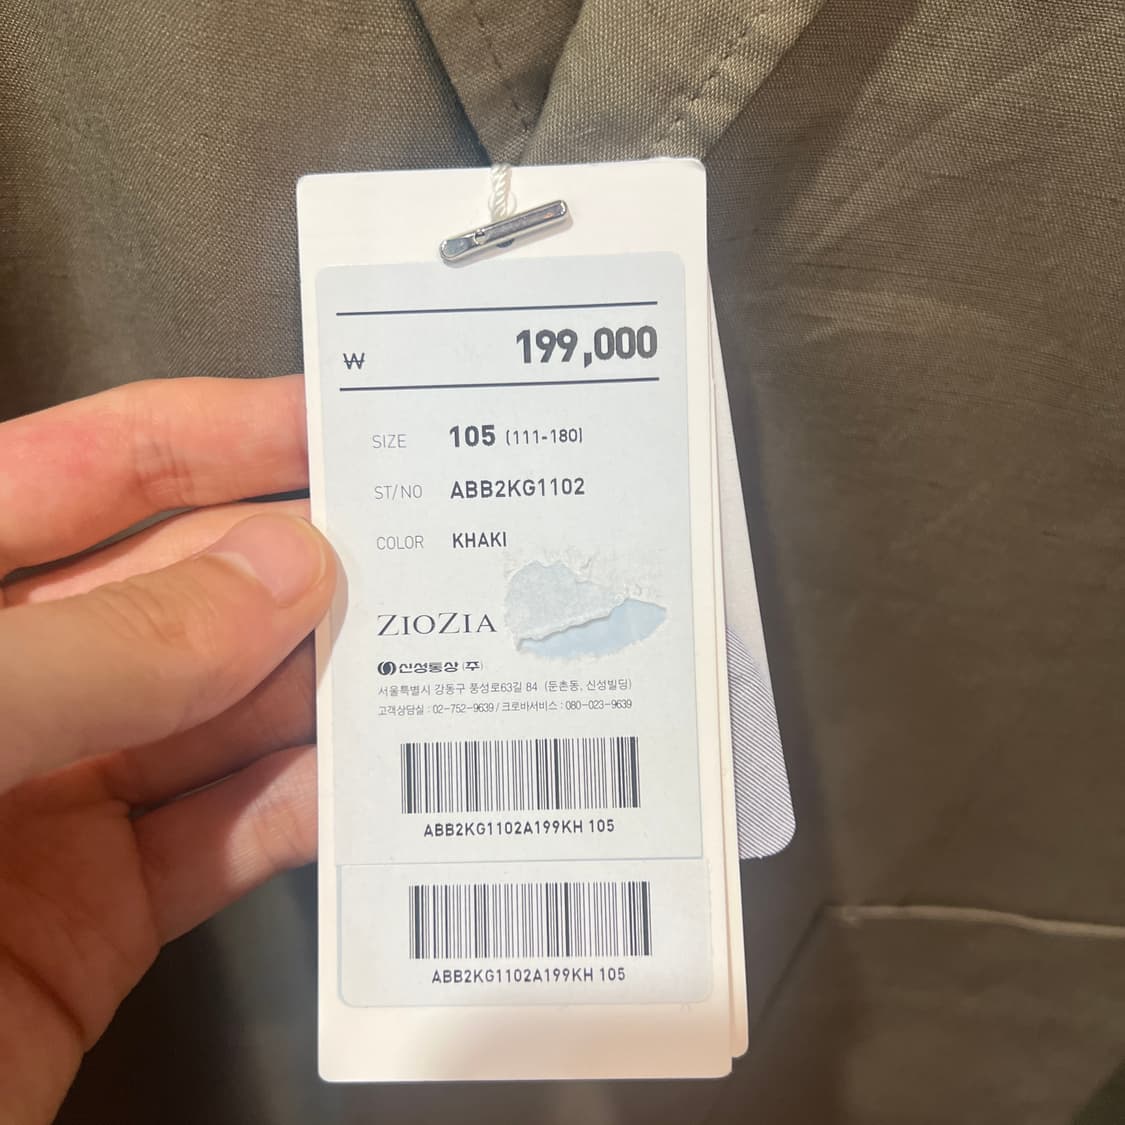 ₩ 199,000
SIZE 105 (111-180)
ST/NO ABB2KG1102
COLOR KHAKI
ZIOZIA
신성통상(주)
서울특별시 강동구 풍성로63길 84 (둔촌동, 신성빌딩)
고객상담실 : 02-752-9639 / 크로바서비스 : 080-023-9639
ABB2KG1102A199KH 105
ABB2KG1102A199KH 105